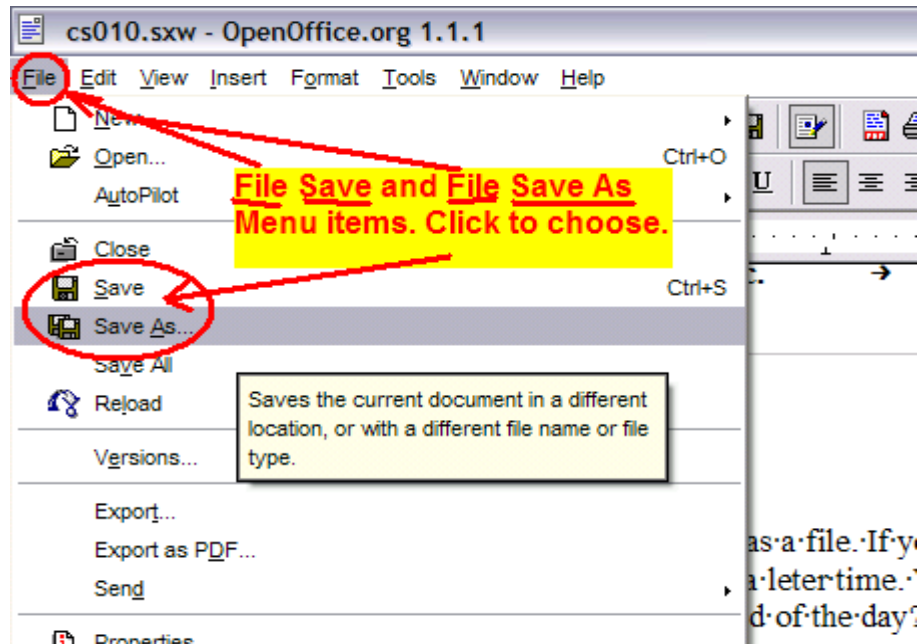 cs010.sxw - OpenOffice.org 1.1.1
File Edit View Insert Format Tools Window Help
New
Open... Ctrl+O
AutoPilot
File Save and File Save As
Menu items. Click to choose.
Close
Save Ctrl+S
Save As...
Save All
Reload
Saves the current document in a different
location, or with a different file name or file
type.
Versions...
Export...
Export as PDF...
Send
Properties
U
c.
as·a·file.·If·y
a·leter time.·
d·of·the·day?